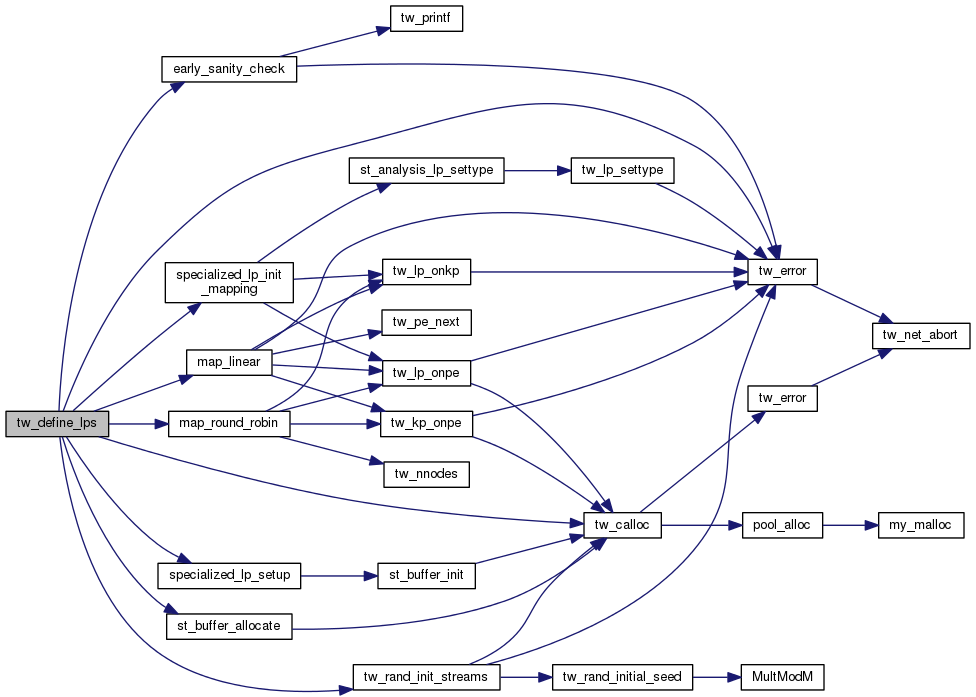 tw_printf
early_sanity_check
st_analysis_lp_settype
tw_lp_settype
specialized_lp_init
_mapping
tw_lp_onkp
tw_error
tw_pe_next
tw_net_abort
map_linear
tw_lp_onpe
tw_error
tw_define_lps
map_round_robin
tw_kp_onpe
tw_nnodes
tw_calloc
pool_alloc
my_malloc
specialized_lp_setup
st_buffer_init
st_buffer_allocate
tw_rand_init_streams
tw_rand_initial_seed
MultModM